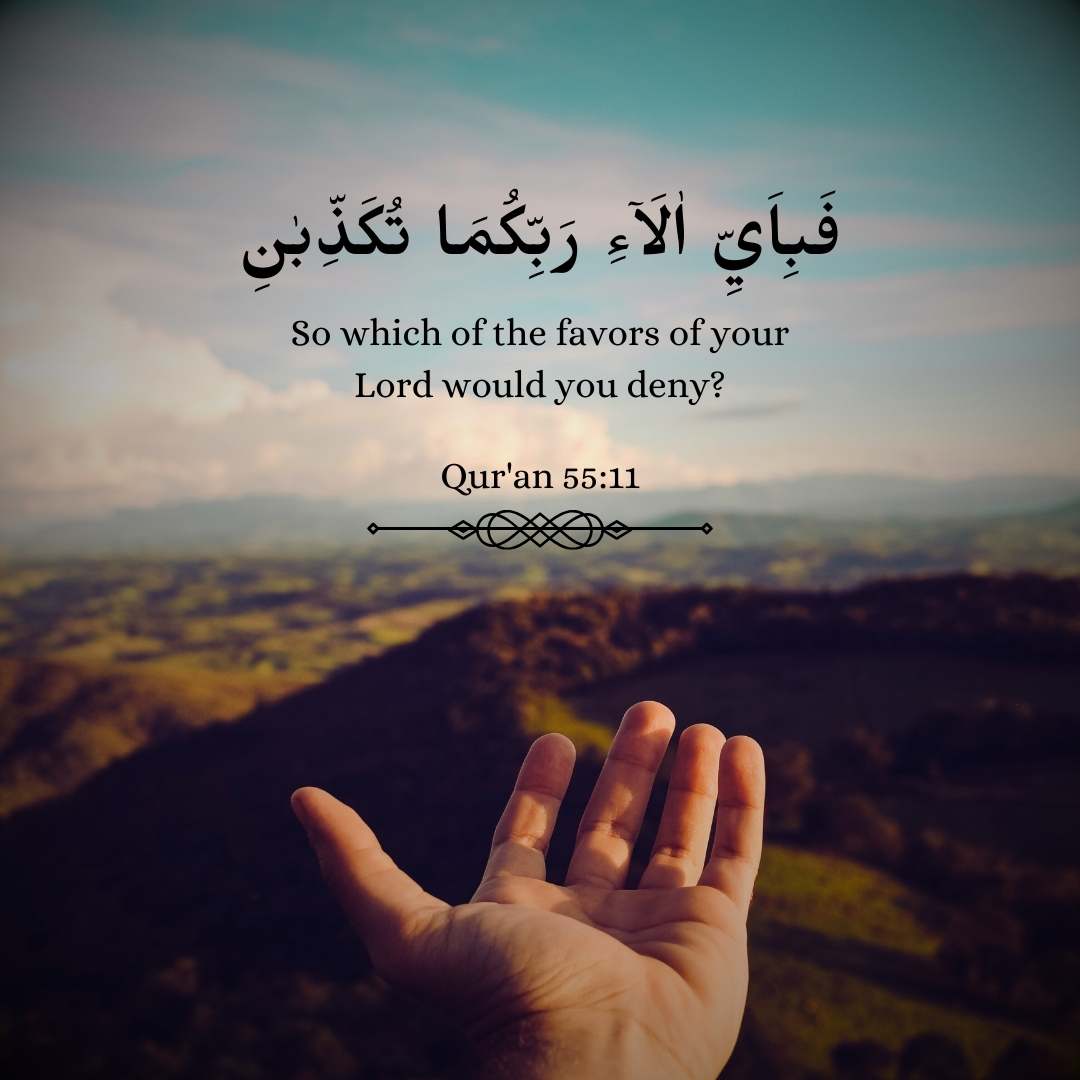 فَبِاَيِّ اٰلَآءِ رَبِّكُمَا تُكَذِّبٰنِ
So which of the favors of your
Lord would you deny?
Qur'an 55:11